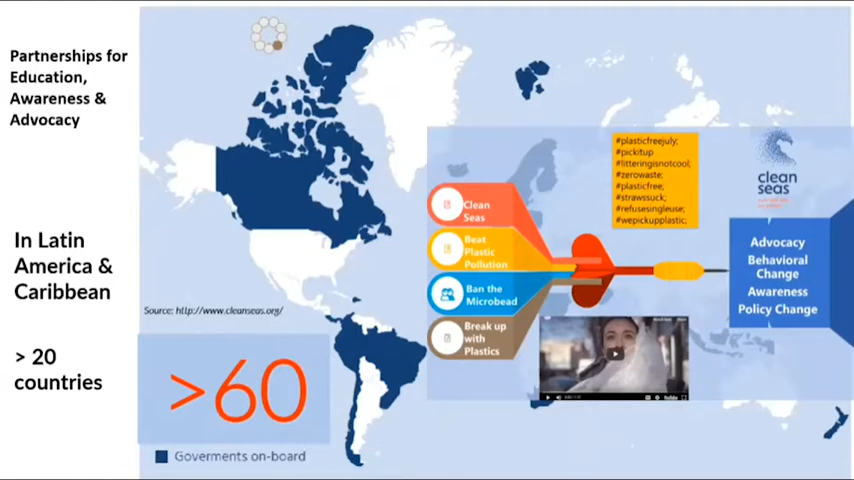 Partnerships for
Education,
Awareness &
Advocacy
In Latin
America &
Caribbean
> 20
countries
Source: http://www.cleanseas.org/
>60
Goverments on-board
Clean
Seas
Beat
Plastic
Pollution
Ban the
Microbead
Break up
with
Plastics
#plasticfreejuly;
#pickitup
#litteringisnotcool;
#zerowaste;
#plasticfree;
#strawssuck;
#refusesingleuse;
#wepickupplastic;
clean
seas
Advocacy
Behavioral
Change
Awareness
Policy Change